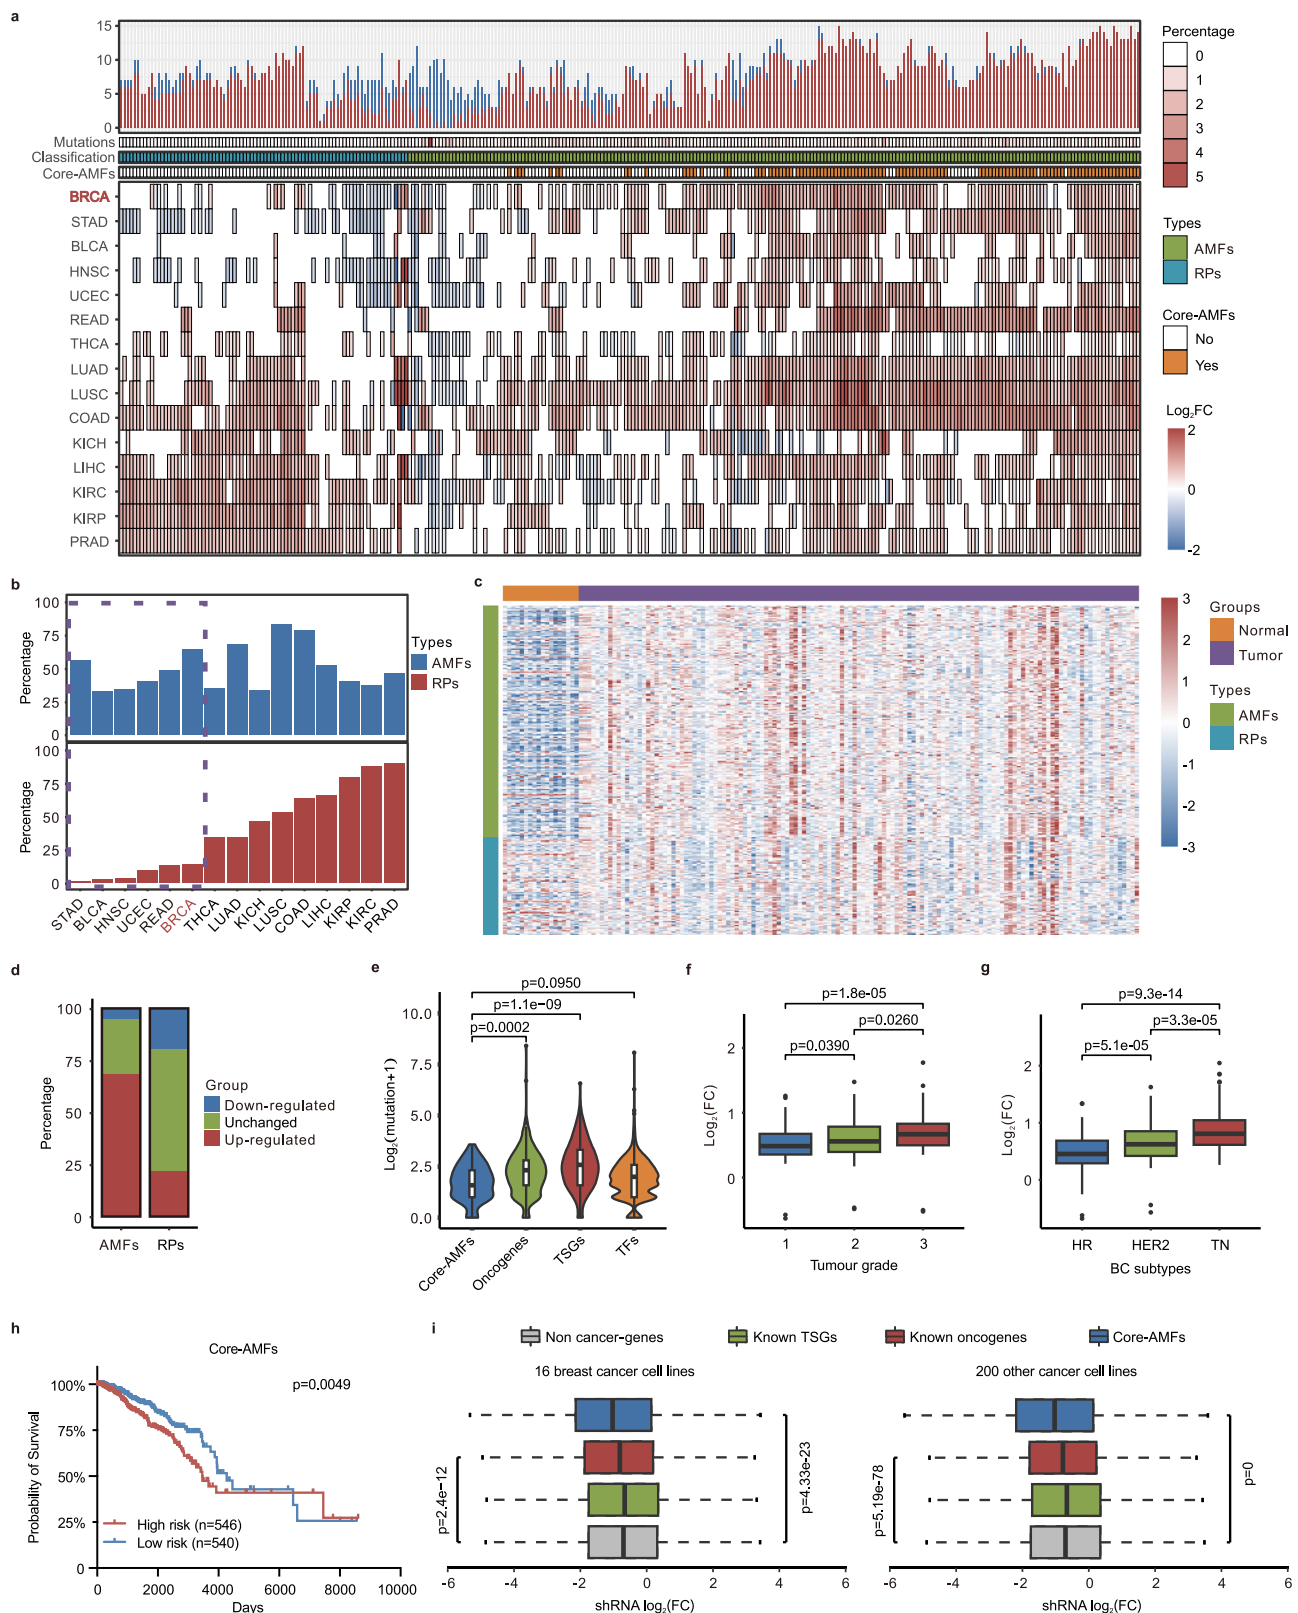 a
15
10
5
0
Mutations
Classification
Core-AMFs
BRCA
STAD
BLCA
HNSC
UCEC
READ
THCA
LUAD
LUSC
COAD
KICH
LIHC
KIRC
KIRP
PRAD
Percentage
0
1
2
3
4
5
Types
AMFs
RPs
Core-AMFs
No
Yes
Log₂FC
2
0
-2
b
100
75
50
25
0
Percentage
100
75
50
25
0
Percentage
STAD
BLCA
HNSC
UCEC
READ
BRCA
THCA
LUAD
KICH
LUSC
COAD
LIHC
KIRP
KIRC
PRAD
Types
AMFs
RPs
c
3
2
1
0
-1
-2
-3
Groups
Normal
Tumor
Types
AMFs
RPs
d
100
75
50
25
0
Percentage
AMFs RPs
Group
Down-regulated
Unchanged
Up-regulated
e
p=0.0950
p=1.1e−09
p=0.0002
10.0
7.5
5.0
2.5
0.0
Log₂(mutation+1)
Core-AMFs
Oncogenes
TSGs
TFs
f
p=1.8e-05
p=0.0260
p=0.0390
2
1
0
Log₂(FC)
1 2 3
Tumour grade
g
p=9.3e-14
p=3.3e-05
p=5.1e-05
2
1
0
Log₂(FC)
HR HER2 TN
BC subtypes
h
Core-AMFs
p=0.0049
100%
75%
50%
25%
0
Probability of Survival
High risk (n=546)
Low risk (n=540)
0 2000 4000 6000 8000 10000
Days
i
Non cancer-genes Known TSGs Known oncogenes Core-AMFs
16 breast cancer cell lines
p=2.4e-12
p=4.33e-23
-6 -4 -2 0 2 4 6
shRNA log₂(FC)
200 other cancer cell lines
p=5.19e-78
p=0
-6 -4 -2 0 2 4 6
shRNA log₂(FC)